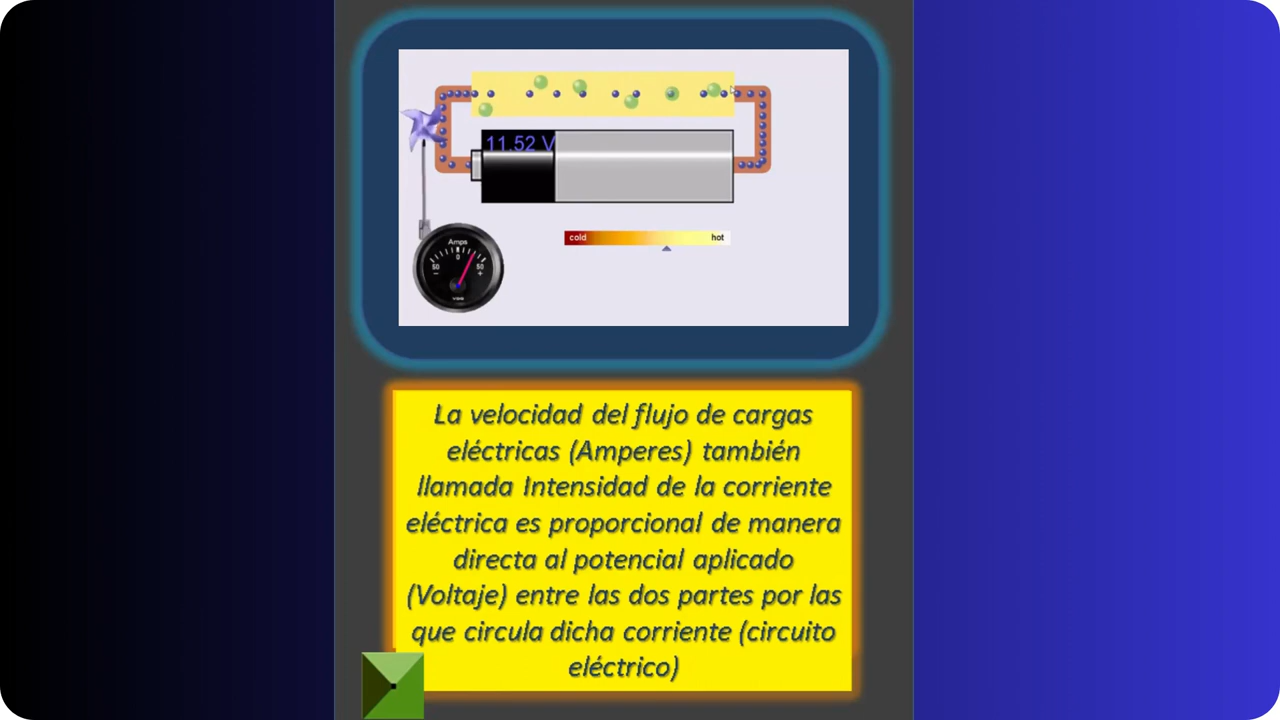 11.52 V
cold hot
Amps
0
50 50
- +
La velocidad del flujo de cargas
eléctricas (Amperes) también
llamada Intensidad de la corriente
eléctrica es proporcional de manera
directa al potencial aplicado
(Voltaje) entre las dos partes por las
que circula dicha corriente (circuito
eléctrico)